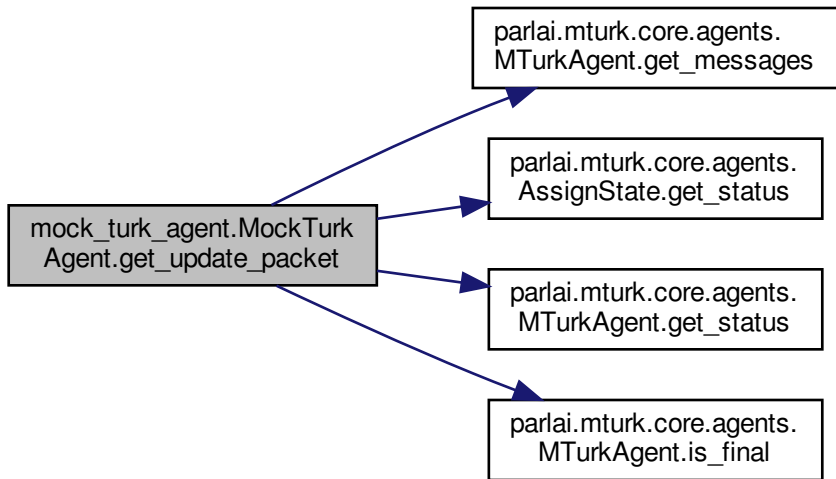 parlai.mturk.core.agents.
MTurkAgent.get_messages
parlai.mturk.core.agents.
AssignState.get_status
mock_turk_agent.MockTurk
Agent.get_update_packet
parlai.mturk.core.agents.
MTurkAgent.get_status
parlai.mturk.core.agents.
MTurkAgent.is_final